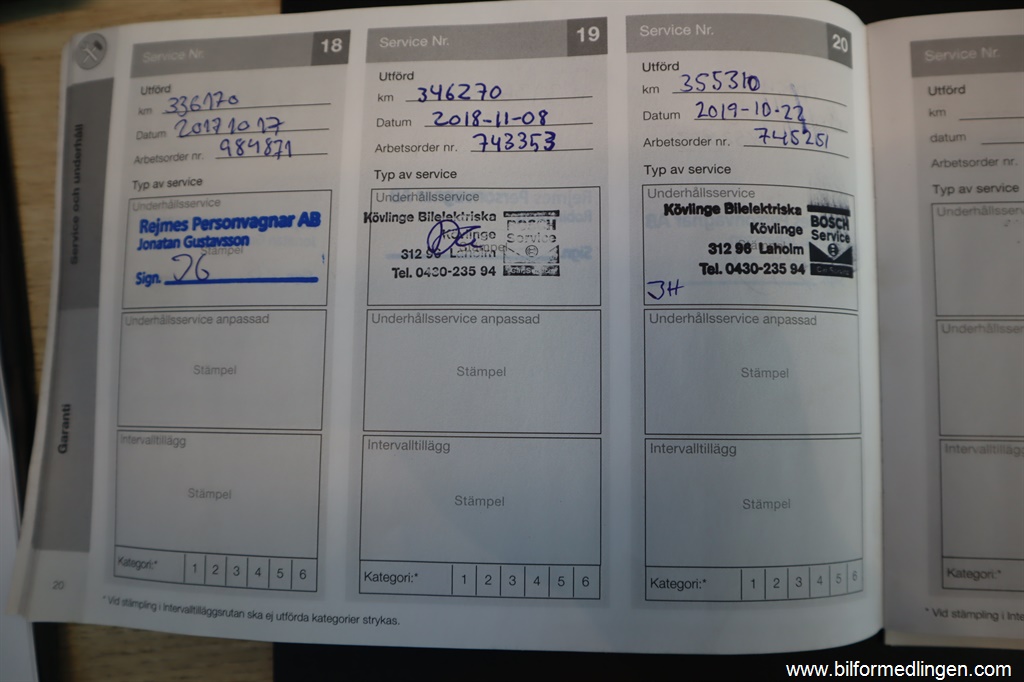 Service och underhåll
Garanti
Service Nr. 18
Utförd
km 336170
Datum 20171017
Arbetsorder nr. 984871
Typ av service
Underhållsservice
Rejmes Personvagnar AB
Jonatan Gustavsson
Stämpel
Sign. JG
Underhållsservice anpassad
Stämpel
Intervalltillägg
Stämpel
Kategori:* 1 2 3 4 5 6
20
* Vid stämpling i Intervalltilläggsrutan ska ej utförda kategorier strykas.
Service Nr. 19
Utförd
km 346270
Datum 2018-11-08
Arbetsorder nr. 743353
Typ av service
Underhållsservice
Kövlinge Bilelektriska
Kövlinge
312 96 Laholm
Tel. 0430-235 94
BOSCH
Service
Underhållsservice anpassad
Stämpel
Intervalltillägg
Stämpel
Kategori:* 1 2 3 4 5 6
Service Nr. 20
Utförd
km 355310
Datum 2019-10-22
Arbetsorder nr. 745251
Typ av service
Underhållsservice
Kövlinge Bilelektriska
Kövlinge
312 96 Laholm
Tel. 0430-235 94
BOSCH
Service
JH
Underhållsservice anpassad
Stämpel
Intervalltillägg
Stämpel
Kategori:* 1 2 3 4 5 6
Service Nr.
Utförd
km
datum
Arbetsorder nr.
Typ av service
Underhållsservice
Underhållsservice
Intervalltillägg
Kategori:*
* Vid stämpling i Inte
www.bilformedlingen.com